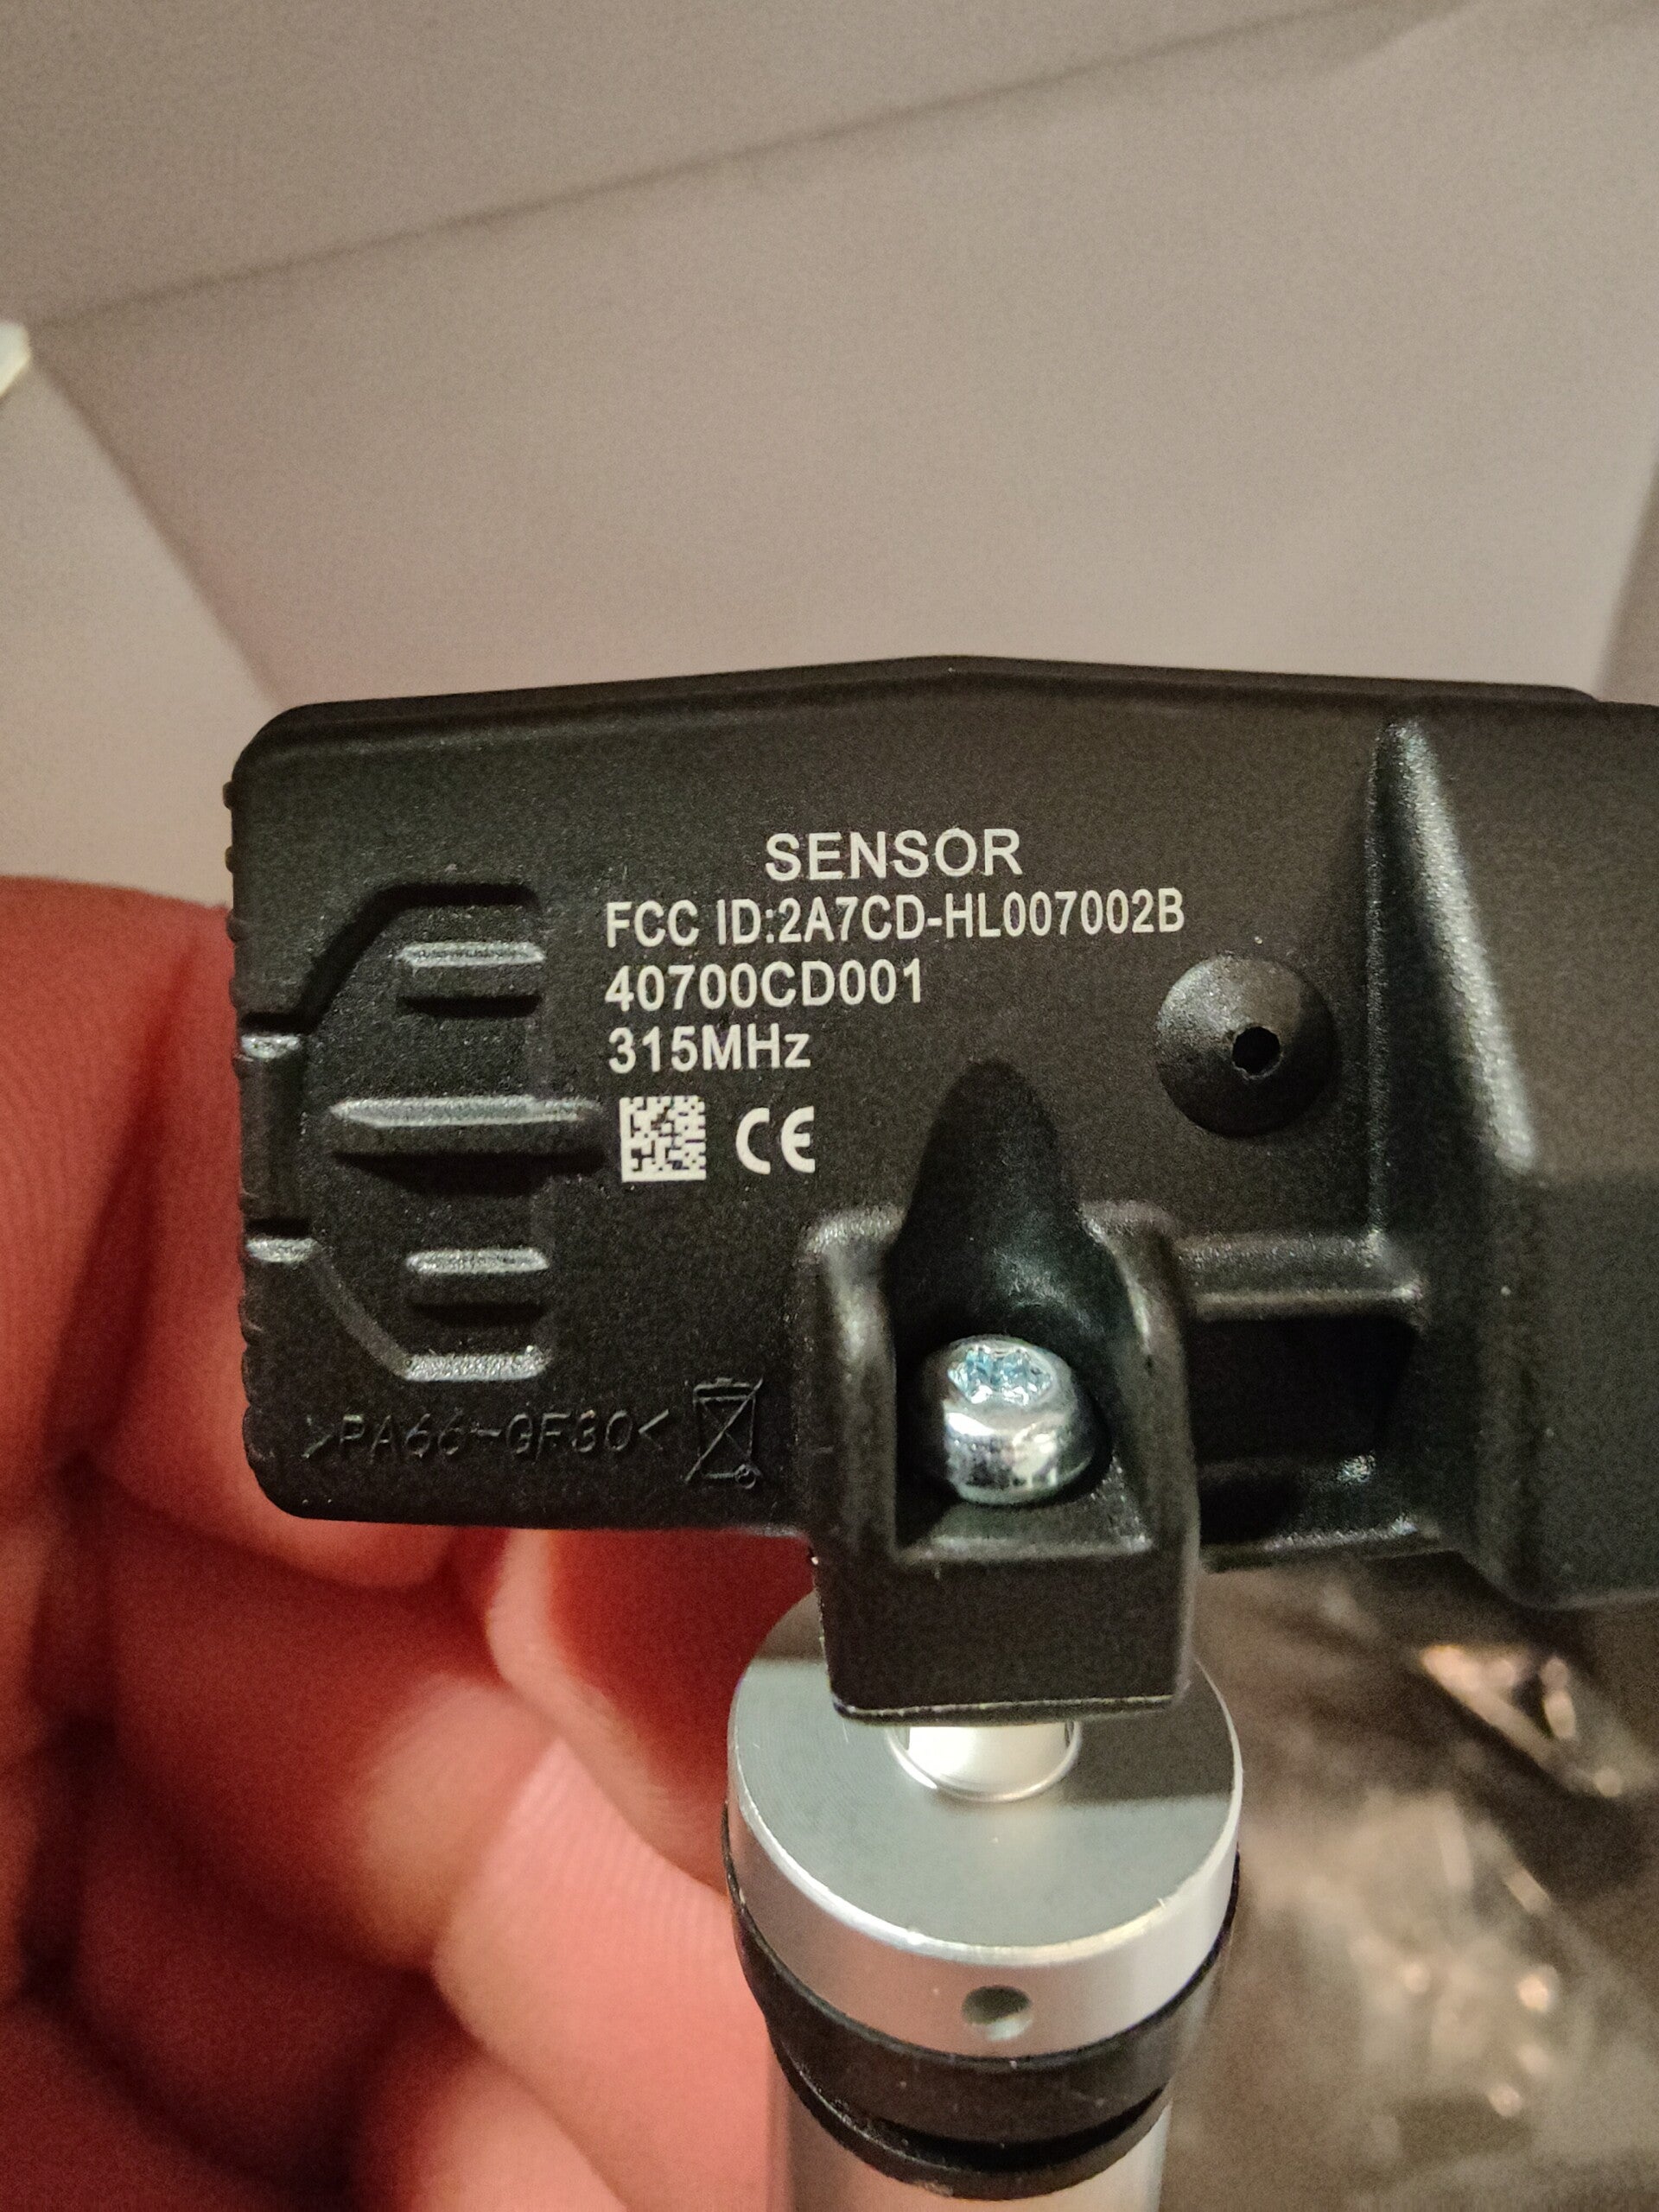 SENSOR
FCC ID:2A7CD-HL007002B
40700CD001
315MHz
CE
>PA66-GF30<